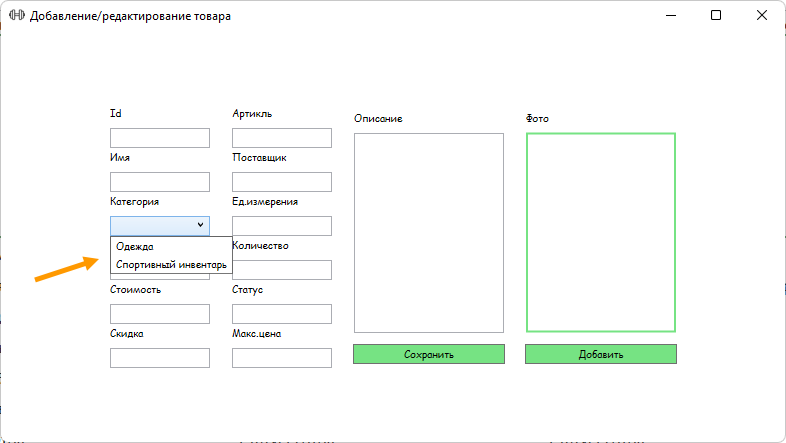 Добавление/редактирование товара
Id
Артикль
Описание
Фото
Имя
Поставщик
Категория
Ед.измерения
Одежда
Количество
Спортивный инвентарь
Стоимость
Статус
Скидка
Макс.цена
Сохранить
Добавить